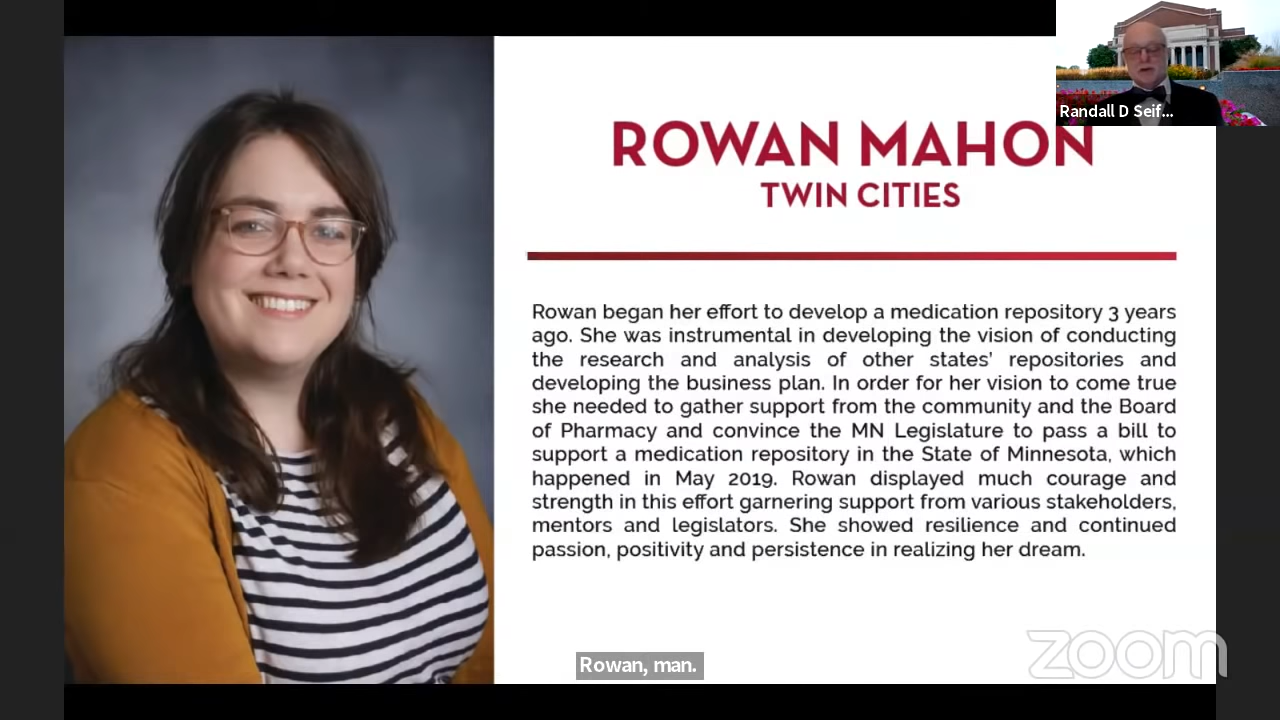 Randall D Seif...
ROWAN MAHON
TWIN CITIES
Rowan began her effort to develop a medication repository 3 years
ago. She was instrumental in developing the vision of conducting
the research and analysis of other states' repositories and
developing the business plan. In order for her vision to come true
she needed to gather support from the community and the Board
of Pharmacy and convince the MN Legislature to pass a bill to
support a medication repository in the State of Minnesota, which
happened in May 2019. Rowan displayed much courage and
strength in this effort garnering support from various stakeholders,
mentors and legislators. She showed resilience and continued
passion, positivity and persistence in realizing her dream.
zoom
Rowan, man.